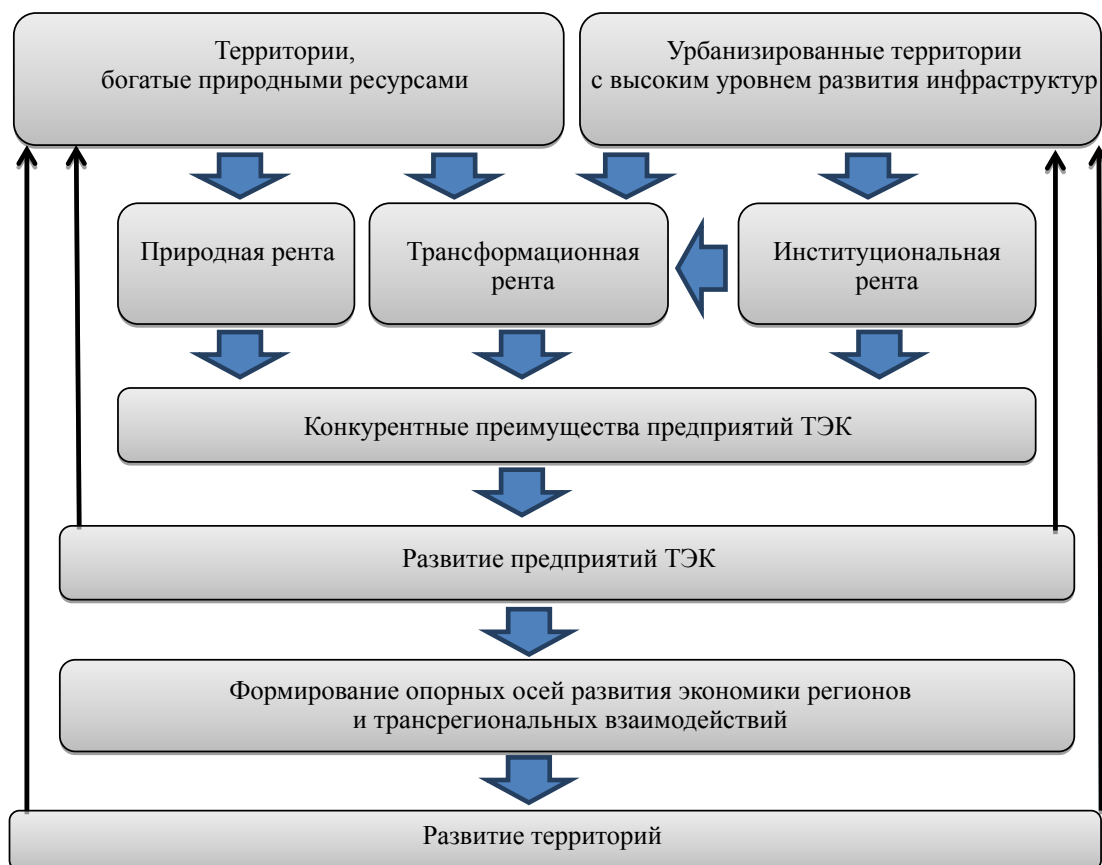 Территории,
богатые природными ресурсами
Урбанизированные территории
с высоким уровнем развития инфраструктур
Природная рента
Трансформационная
рента
Институциональная
рента
Конкурентные преимущества предприятий ТЭК
Развитие предприятий ТЭК
Формирование опорных осей развития экономики регионов
и трансрегиональных взаимодействий
Развитие территорий